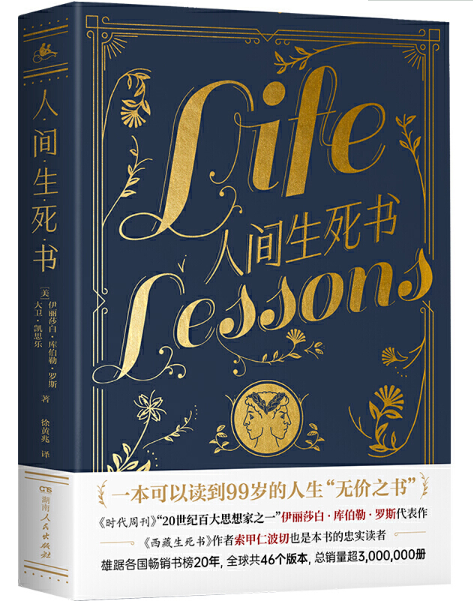 Life
人间生死书
Lessons
一本可以读到99岁的人生“无价之书”
《时代周刊》“20世纪百大思想家之一”伊丽莎白·库伯勒·罗斯代表作
《西藏生死书》作者索甲仁波切也是本书的忠实读者
雄踞各国畅销书榜20年, 全球共46个版本, 总销量超3,000,000册
人·间·生·死·书
[美] 伊丽莎白·库伯勒·罗斯 著
大卫·凯思乐
徐黄兆 译
湖南人民出版社